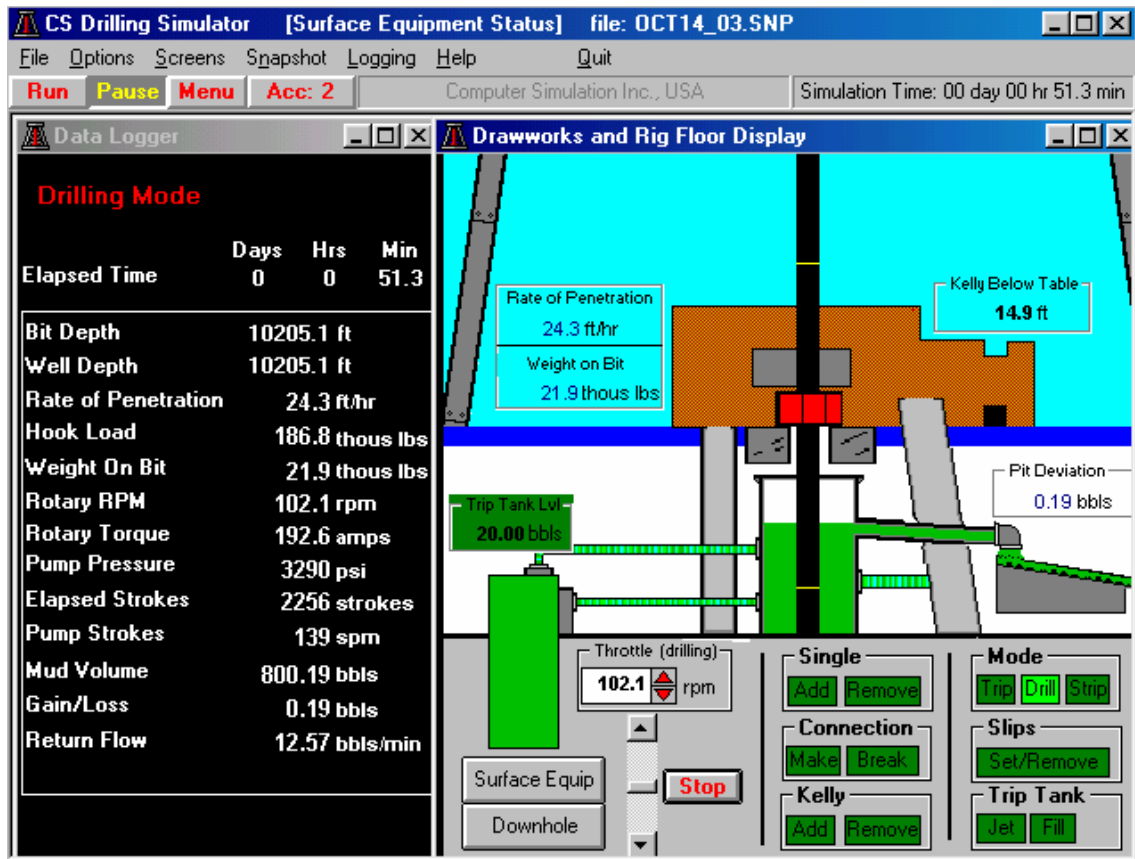 CS Drilling Simulator [Surface Equipment Status] file: OCT14_03.SNP
File Options Screens Snapshot Logging Help Quit
Run Pause Menu Acc: 2 Computer Simulation Inc., USA Simulation Time: 00 day 00 hr 51.3 min
Data Logger
Drilling Mode
Days Hrs Min
Elapsed Time 0 0 51.3
Bit Depth 10205.1 ft
Well Depth 10205.1 ft
Rate of Penetration 24.3 ft/hr
Hook Load 186.8 thous lbs
Weight On Bit 21.9 thous lbs
Rotary RPM 102.1 rpm
Rotary Torque 192.6 amps
Pump Pressure 3290 psi
Elapsed Strokes 2256 strokes
Pump Strokes 139 spm
Mud Volume 800.19 bbls
Gain/Loss 0.19 bbls
Return Flow 12.57 bbls/min
Drawworks and Rig Floor Display
Rate of Penetration
24.3 ft/hr
Weight on Bit
21.9 thous lbs
Kelly Below Table
14.9 ft
Pit Deviation
0.19 bbls
Trip Tank Lvl
20.00 bbls
Throttle (drilling)
102.1 rpm
Surface Equip
Downhole
Stop
Single
Add Remove
Connection
Make Break
Kelly
Add Remove
Mode
Trip Drill Strip
Slips
Set/Remove
Trip Tank
Jet Fill